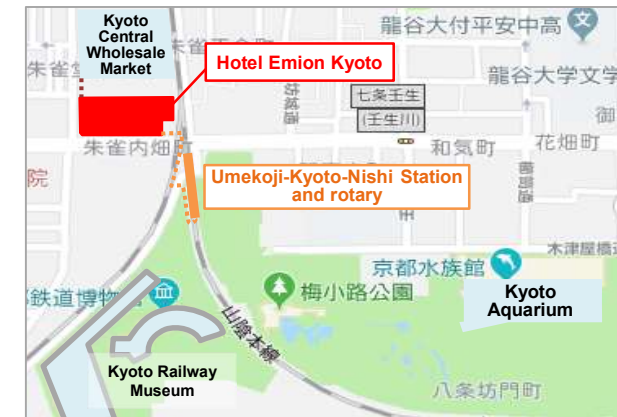 Kyoto
Central
Wholesale
Market
龍谷大付平安中高
Hotel Emion Kyoto
龍谷大学文学
七条壬生
(壬生川)
御
朱雀内畑町
和気町
花畑町
院
Umekoji-Kyoto-Nishi Station
and rotary
木津屋橋通
京都水族館
Kyoto
Aquarium
鉄道博物
梅小路公園
山陰本線
Kyoto Railway
Museum
八条坊門町